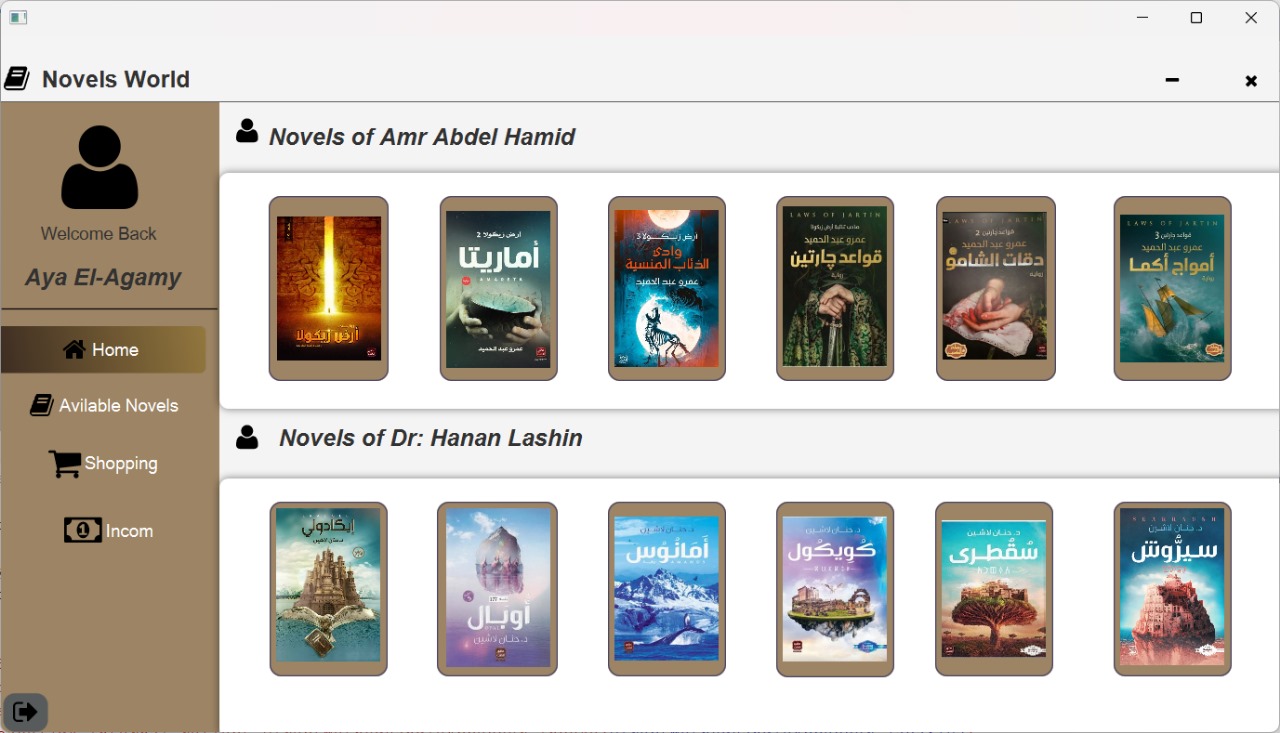 Novels World
Welcome Back
Aya El-Agamy
Home
Avilable Novels
Shopping
Incom
Novels of Amr Abdel Hamid
أرض زيكولا
أرض زيكولا 2
أماريتا
AMARETA
عمرو عبد الحميد
أرض زيكولا 3
وادي
الذئاب المنسية
عمرو عبد الحميد
LAWS OF JARTIN
عمرو عبد الحميد
قواعد جارتين
رواية
LAWS OF JARTIN
قواعد جارتين 2
عمرو عبد الحميد
دقات الشامو
رواية
LAWS OF JARTIN
قواعد جارتين 3
عمرو عبد الحميد
أمواج أكما
رواية
Novels of Dr: Hanan Lashin
إيكادولي
د.حنان لاشين
أوبال
د.حنان لاشين
د. حنان لاشين
أمانوس
د. حنان لاشين
كويكول
د. حنان لاشين
سقطرى
د. حنان لاشين
سيروش